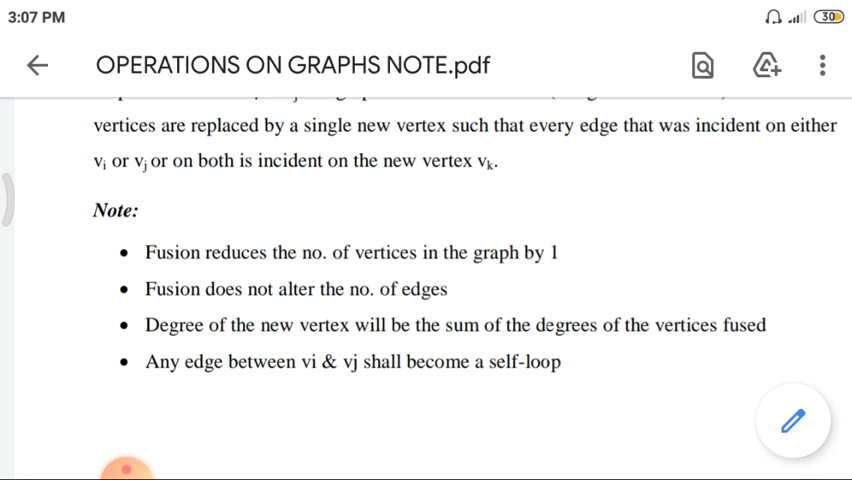 3:07 PM
30
OPERATIONS ON GRAPHS NOTE.pdf
vertices are replaced by a single new vertex such that every edge that was incident on either
vi or vj or on both is incident on the new vertex vk.
Note:
• Fusion reduces the no. of vertices in the graph by 1
• Fusion does not alter the no. of edges
• Degree of the new vertex will be the sum of the degrees of the vertices fused
• Any edge between vi & vj shall become a self-loop